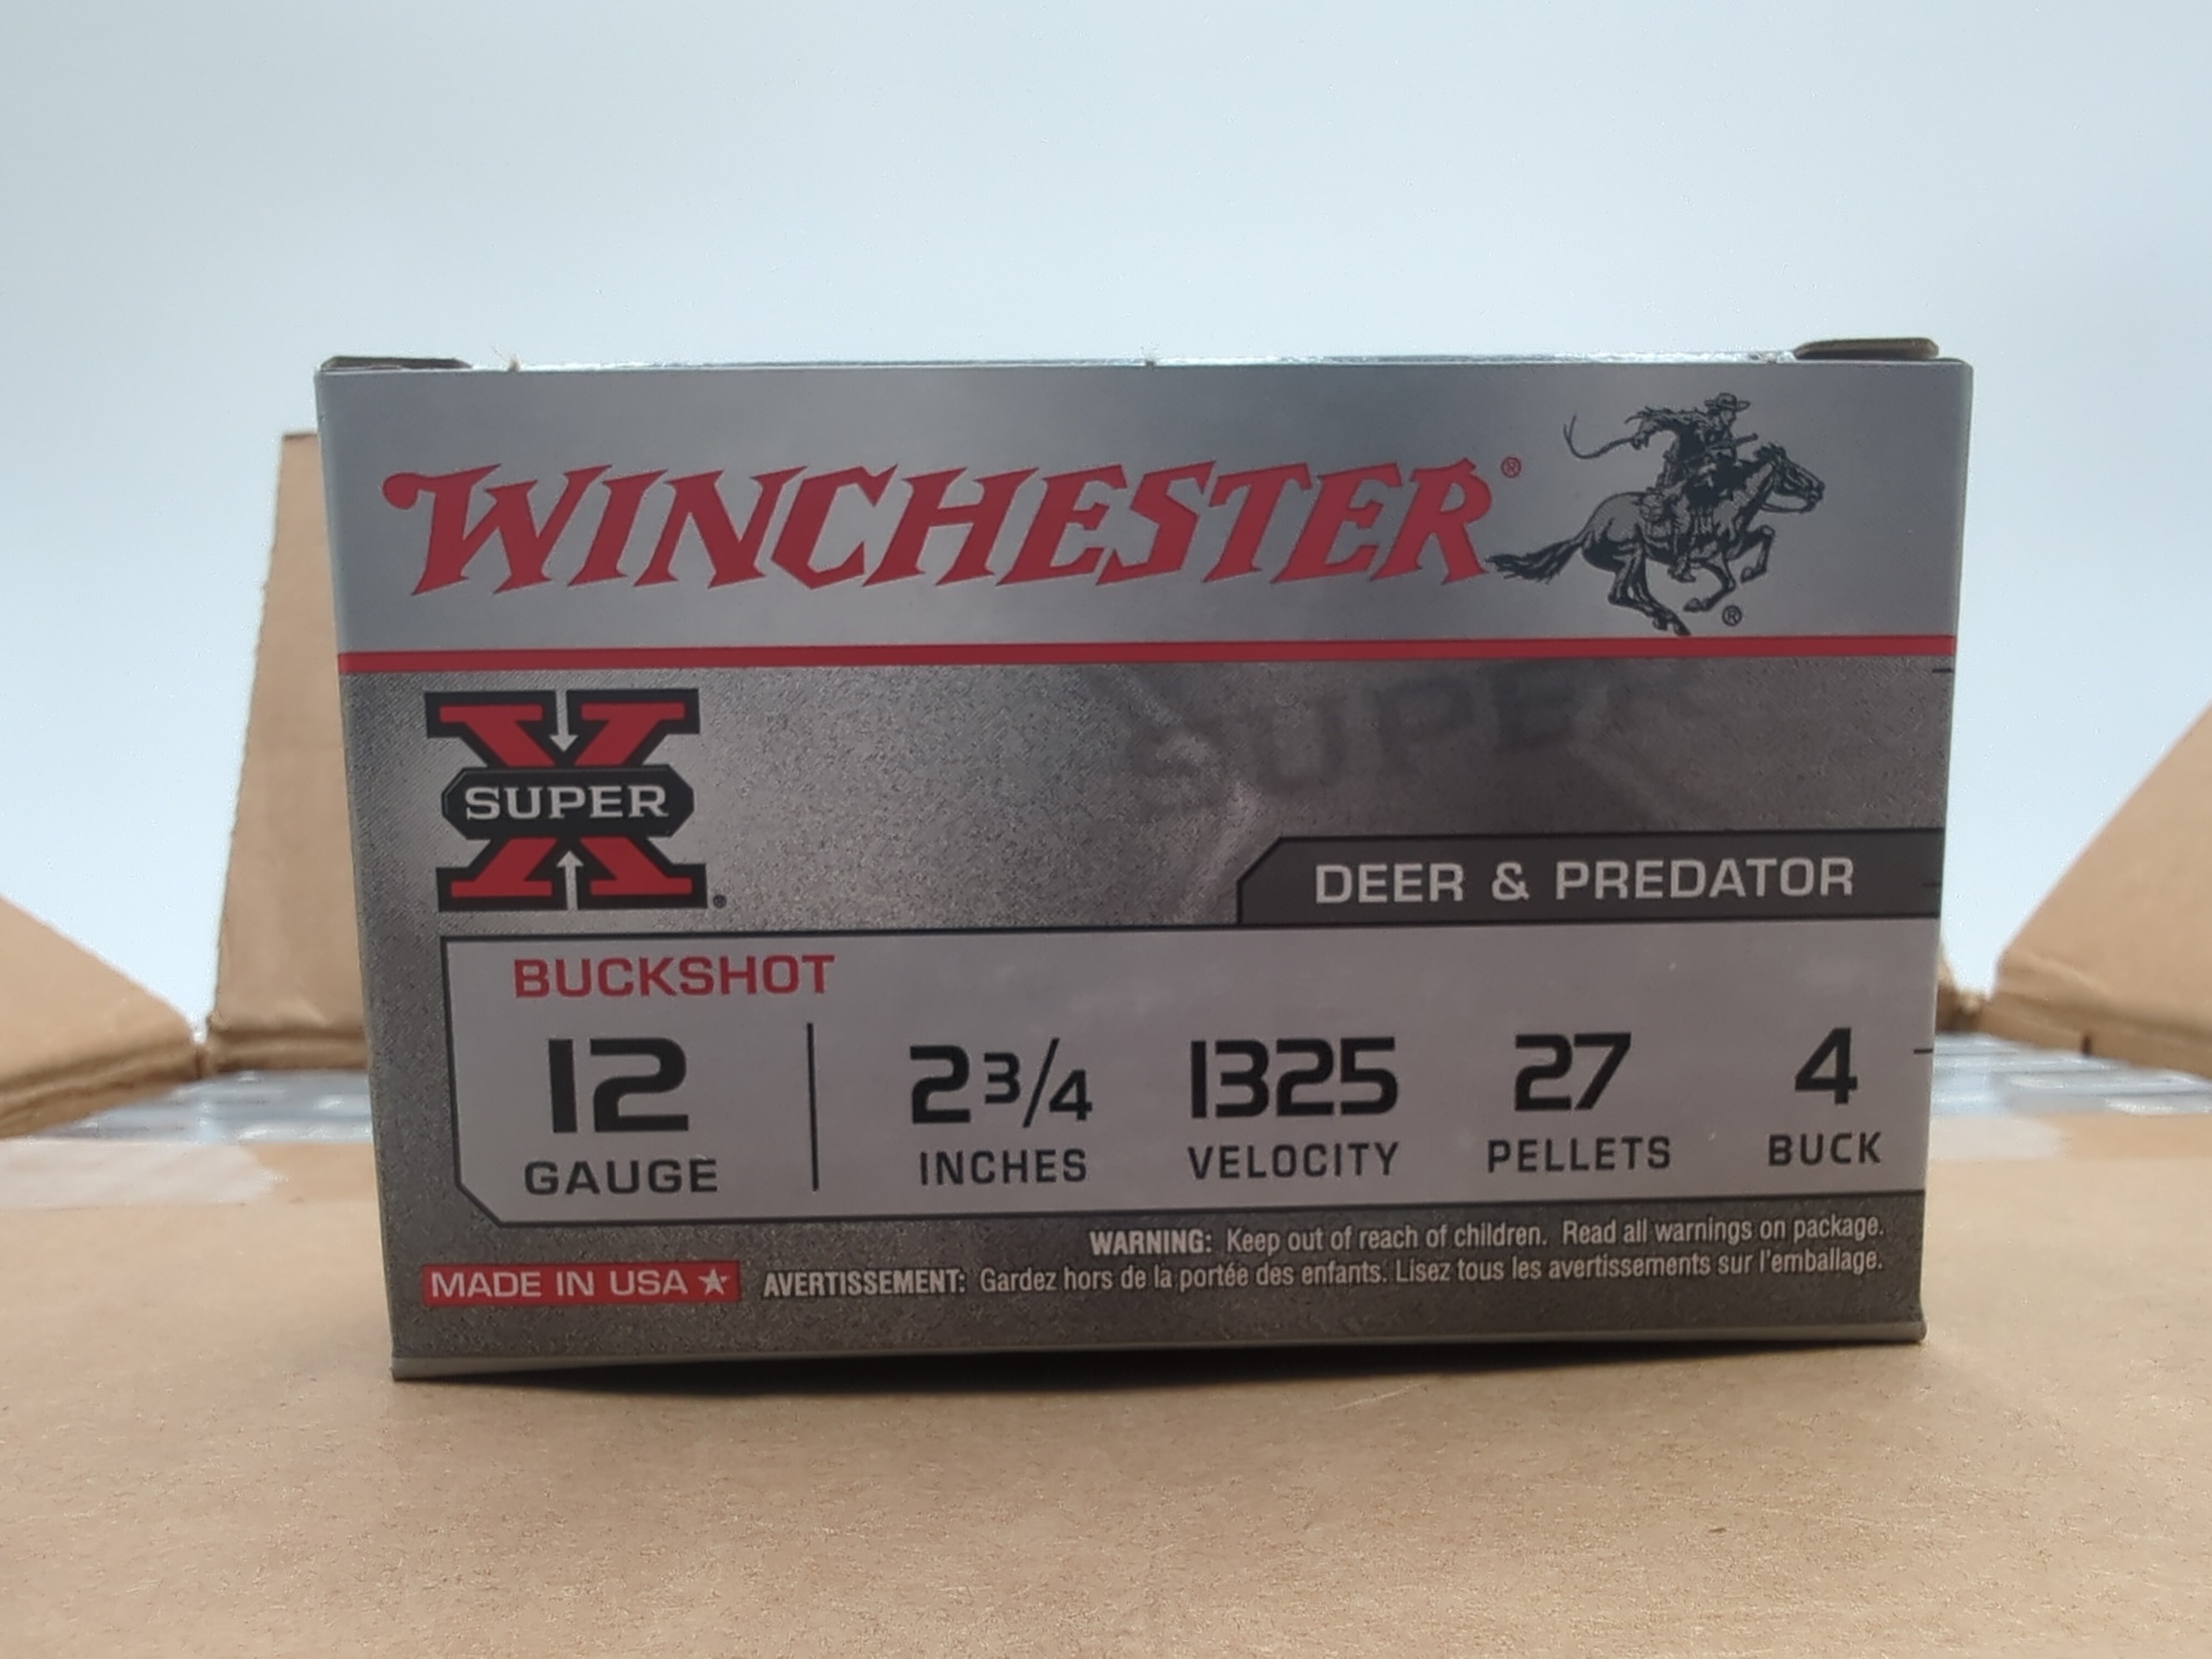 WINCHESTER®
®
SUPER
X
SUPER
DEER & PREDATOR
BUCKSHOT
12 2 3/4 1325 27 4
GAUGE INCHES VELOCITY PELLETS BUCK
WARNING: Keep out of reach of children. Read all warnings on package.
MADE IN USA AVERTISSEMENT: Gardez hors de la portée des enfants. Lisez tous les avertissements sur l'emballage.